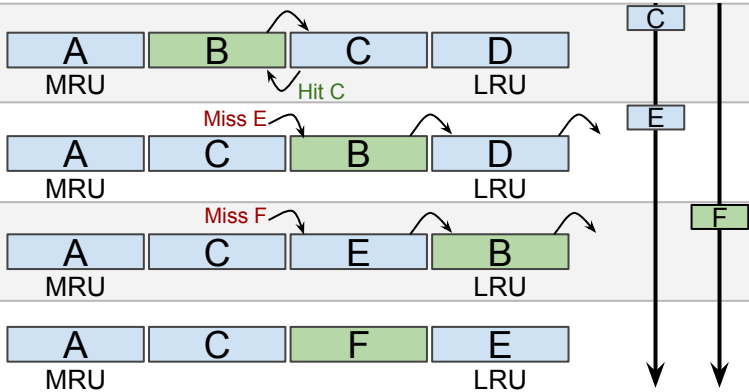 C
A B C D
MRU LRU
Hit C
Miss E
E
A C B D
MRU LRU
Miss F
F
A C E B
MRU LRU
A C F E
MRU LRU